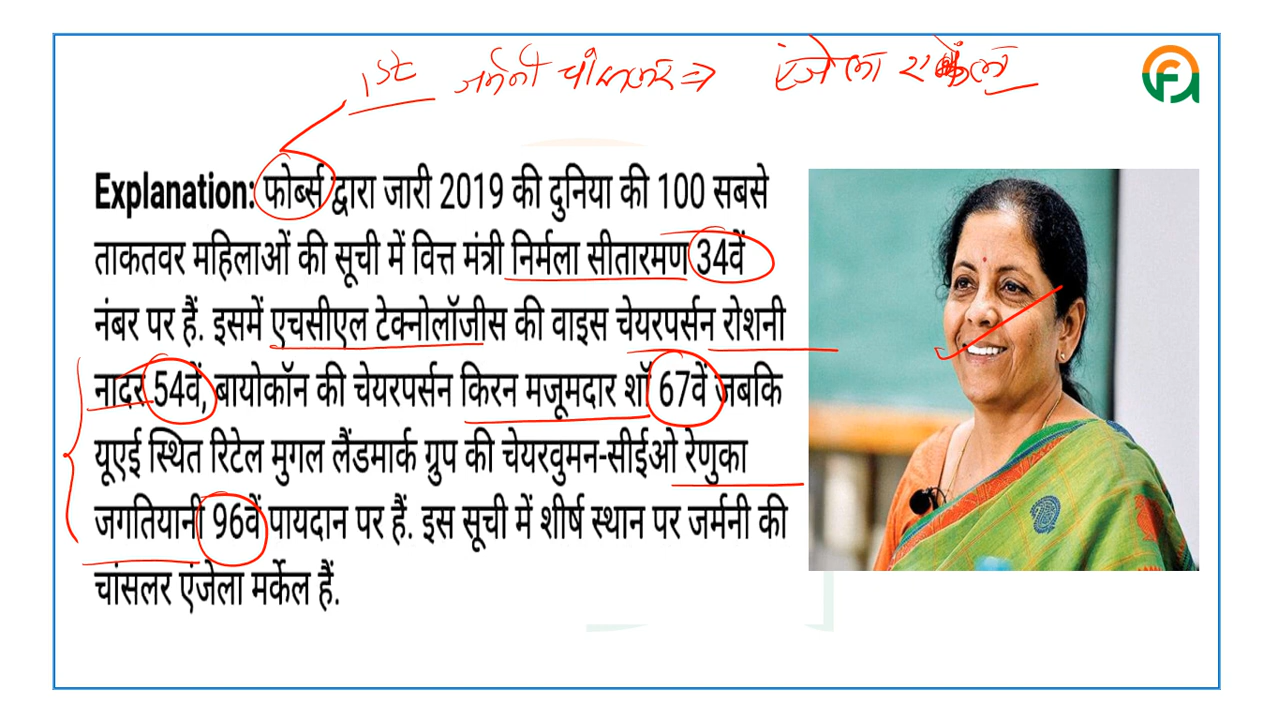 1st जर्मनी चांसलर ⇒ एंजेला मर्केल
Explanation: फोर्ब्स द्वारा जारी 2019 की दुनिया की 100 सबसे
ताकतवर महिलाओं की सूची में वित्त मंत्री निर्मला सीतारमण 34वें
नंबर पर हैं. इसमें एचसीएल टेक्नोलॉजीस की वाइस चेयरपर्सन रोशनी
नादर 54वें, बायोकॉन की चेयरपर्सन किरन मजूमदार शॉ 67वें जबकि
यूएई स्थित रिटेल मुगल लैंडमार्क ग्रुप की चेयरवुमन-सीईओ रेणुका
जगतियानी 96वें पायदान पर हैं. इस सूची में शीर्ष स्थान पर जर्मनी की
चांसलर एंजेला मर्केल हैं.